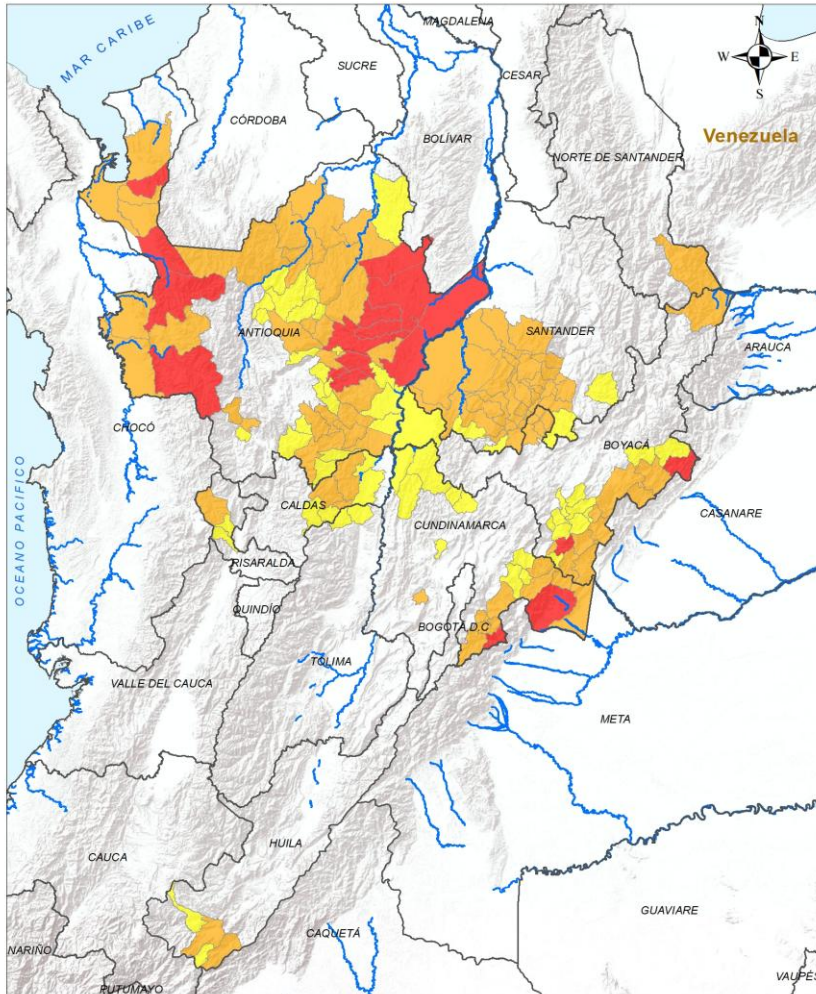 MAGDALENA
MAR CARIBE
SUCRE
CESAR
N
W
E
S
CÓRDOBA
BOLÍVAR
Venezuela
NORTE DE SANTANDER
ANTIOQUIA
SANTANDER
ARAUCA
CHOCÓ
BOYACÁ
CALDAS
CUNDINAMARCA
CASANARE
OCEANO PACIFICO
RISARALDA
QUINDÍO
BOGOTÁ, D.C
TOLIMA
VALLE DEL CAUCA
META
HUILA
CAUCA
GUAVIARE
CAQUETÁ
NARIÑO
PUTUMAYO
VAUPÉS